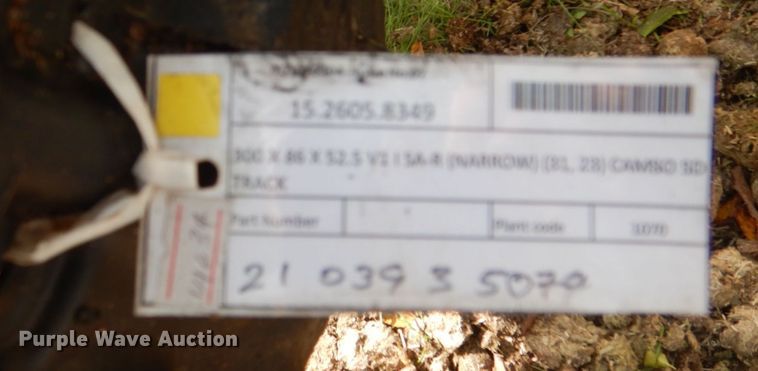 15.2605.8349
300 X 86 X 52.5 V1 I SA-R (NARROW) (31, 23) CAMSO SD
TRACK
Part Number
Plant code 1070
21 039 3 5070
Purple Wave Auction